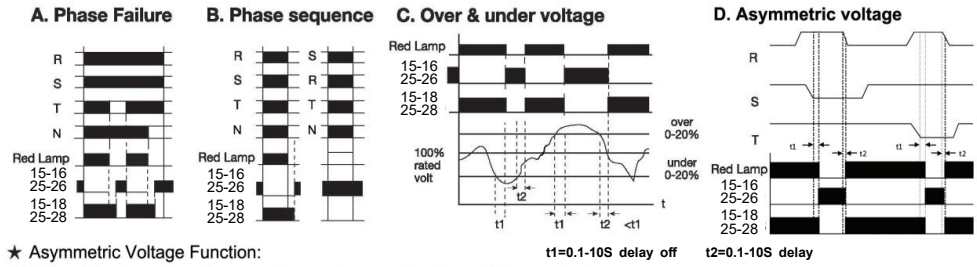 A. Phase Failure
R
S
T
N
Red Lamp
15-16
25-26
15-18
25-28
B. Phase sequence
R S
S R
T T
N N
Red Lamp
15-16
25-26
15-18
25-28
C. Over & under voltage
Red Lamp
15-16
25-26
15-18
25-28
over
0-20%
100%
rated
volt
under
0-20%
t2
t
t1 t1 t2 <t1
D. Asymmetric voltage
R
S
T
t1 t2 t1 t2
Red Lamp
15-16
25-26
15-18
25-28
★ Asymmetric Voltage Function:
t1=0.1-10S delay off t2=0.1-10S delay